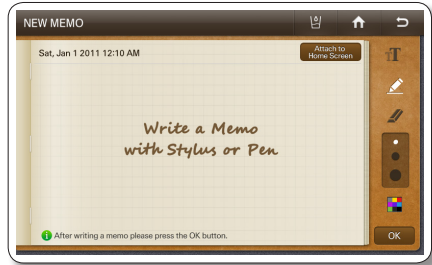 NEW MEMO
Sat, Jan 1 2011 12:10 AM
Attach to
Home Screen
T
Write a Memo
with Stylus or Pen
After writing a memo please press the OK button.
OK